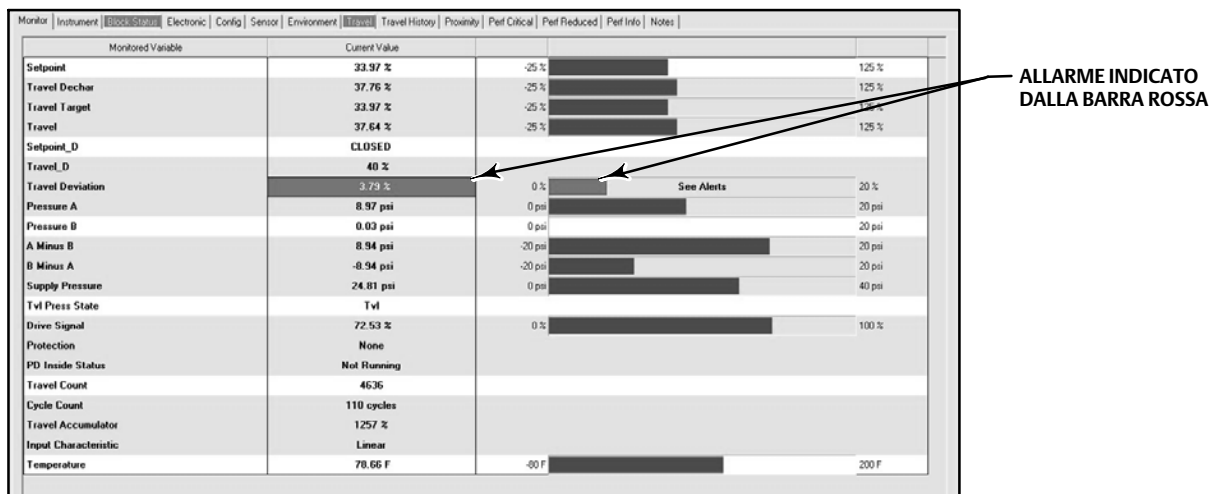 Monitor Instrument Block Status Electronic Config Sensor Environment Travel Travel History Proximity Perf Critical Perf Reduced Perf Info Notes
Monitored Variable Current Value
Setpoint 33.97 % -25 % 125 %
Travel Dechar 37.76 % -25 % 125 %
Travel Target 33.97 % -25 % 125 %
Travel 37.64 % -25 % 125 %
Setpoint_D CLOSED
Travel_D 40 %
Travel Deviation 3.79 % 0 % See Alerts 20 %
Pressure A 8.97 psi 0 psi 20 psi
Pressure B 0.03 psi 0 psi 20 psi
A Minus B 8.94 psi -20 psi 20 psi
B Minus A -8.94 psi -20 psi 20 psi
Supply Pressure 24.81 psi 0 psi 40 psi
Tvl Press State Tvl
Drive Signal 72.53 % 0 % 100 %
Protection None
PD Inside Status Not Running
Travel Count 4636
Cycle Count 110 cycles
Travel Accumulator 1257 %
Input Characteristic Linear
Temperature 78.66 F -80 F 200 F
ALLARME INDICATO
DALLA BARRA ROSSA